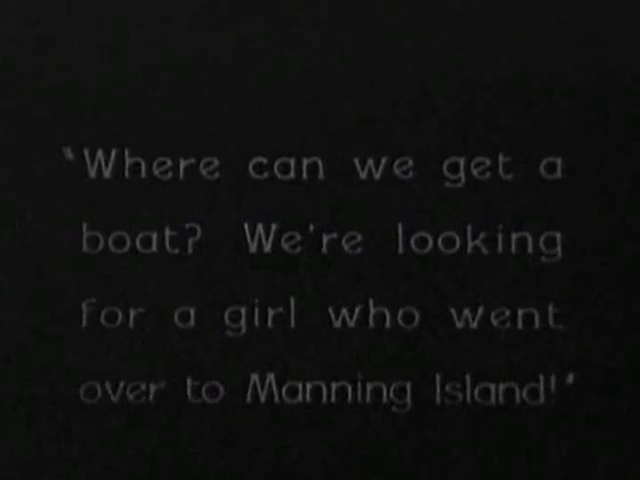 "Where can we get a
boat? We're looking
for a girl who went
over to Manning Island!"